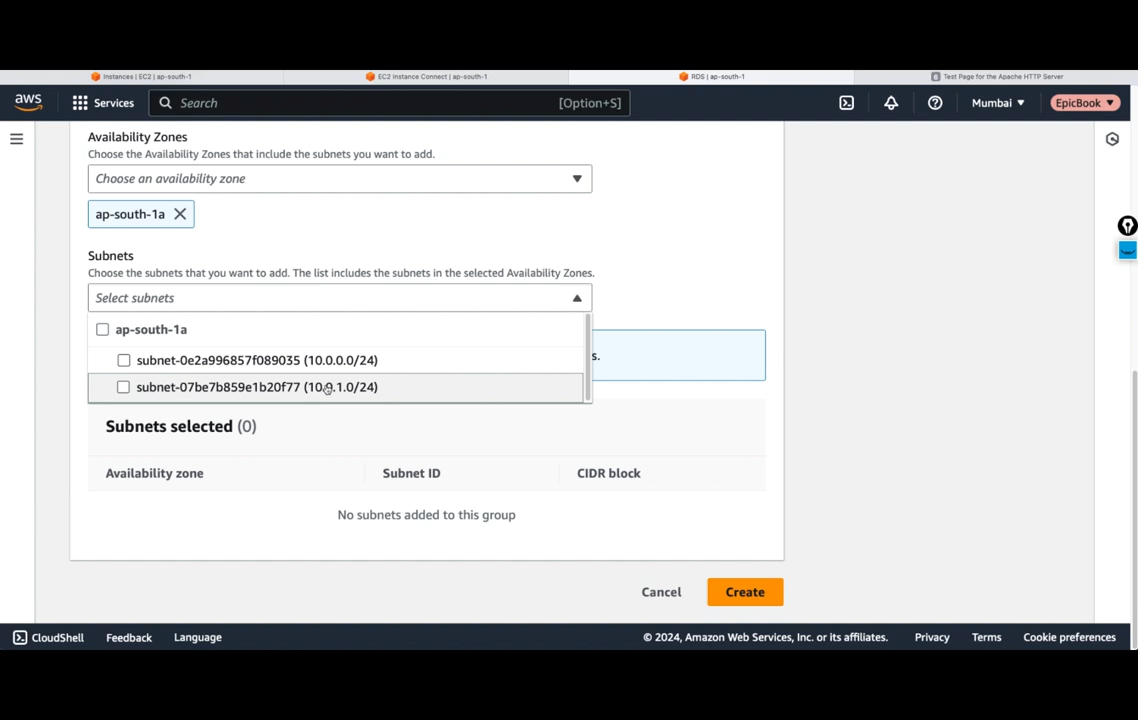 Instances | EC2 | ap-south-1
EC2 Instance Connect | ap-south-1
RDS | ap-south-1
Test Page for the Apache HTTP Server
aws
Services
Search
[Option+S]
Mumbai
EpicBook
Availability Zones
Choose the Availability Zones that include the subnets you want to add.
Choose an availability zone
ap-south-1a
Subnets
Choose the subnets that you want to add. The list includes the subnets in the selected Availability Zones.
Select subnets
ap-south-1a
subnet-0e2a996857f089035 (10.0.0.0/24)
s.
subnet-07be7b859e1b20f77 (10.0.1.0/24)
Subnets selected (0)
Availability zone
Subnet ID
CIDR block
No subnets added to this group
Cancel
Create
CloudShell
Feedback
Language
© 2024, Amazon Web Services, Inc. or its affiliates.
Privacy
Terms
Cookie preferences